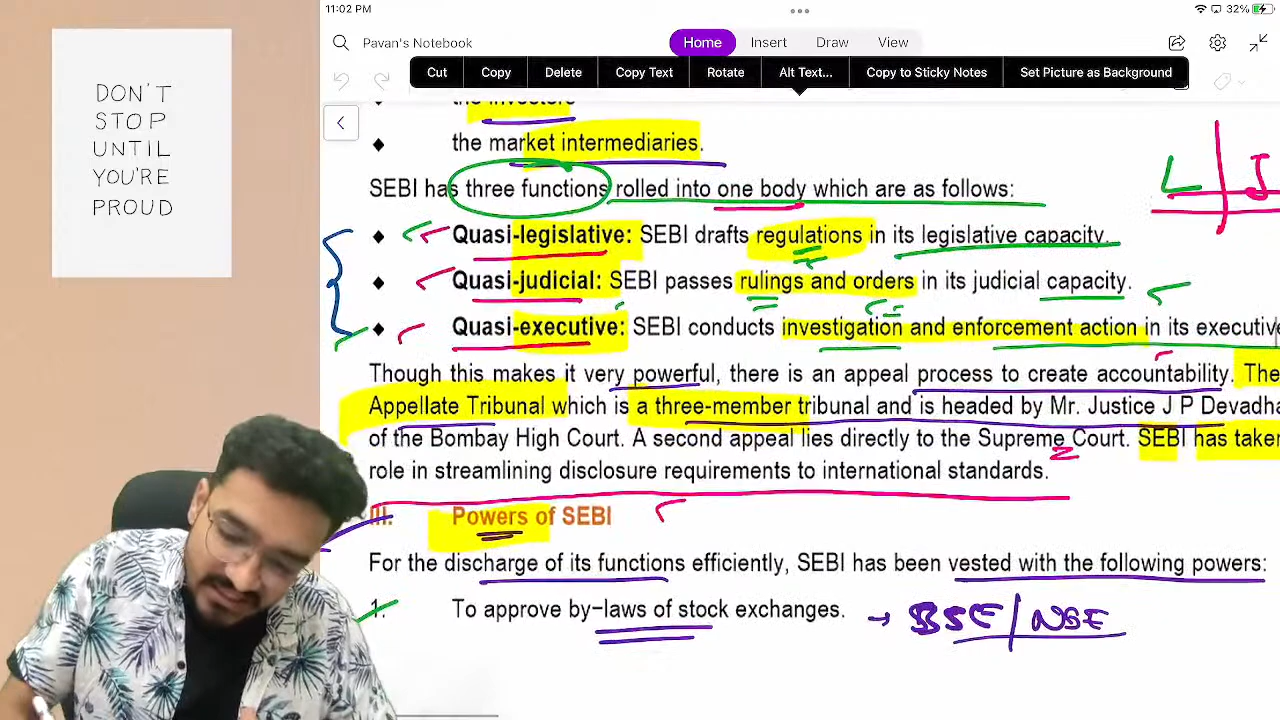 11:02 PM
32%
Pavan's Notebook
Home
Insert
Draw
View
Cut
Copy
Delete
Copy Text
Rotate
Alt Text...
Copy to Sticky Notes
Set Picture as Background
DON'T
STOP
UNTIL
YOU'RE
PROUD
the investors
the market intermediaries.
L J
SEBI has three functions rolled into one body which are as follows:
Quasi-legislative: SEBI drafts regulations in its legislative capacity.
Quasi-judicial: SEBI passes rulings and orders in its judicial capacity.
Quasi-executive: SEBI conducts investigation and enforcement action in its executive
Though this makes it very powerful, there is an appeal process to create accountability. The
Appellate Tribunal which is a three-member tribunal and is headed by Mr. Justice J P Devadha
of the Bombay High Court. A second appeal lies directly to the Supreme Court. SEBI has taken
role in streamlining disclosure requirements to international standards.
III. Powers of SEBI
For the discharge of its functions efficiently, SEBI has been vested with the following powers:
1. To approve by−laws of stock exchanges. → BSE / NSE